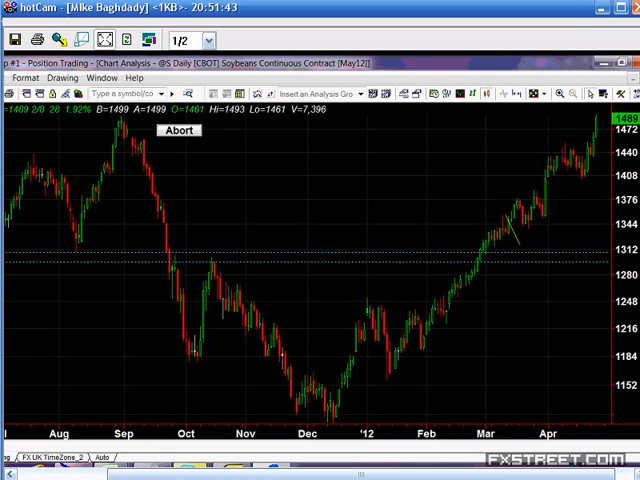 hotCam - [Mike Baghdady] <1KB> - 20:51:43
1/2
p #1 - Position Trading - [Chart Analysis - @S Daily [CBOT] Soybeans Continuous Contract [May12]]
Format Drawing Window Help
Type a symbol/co
Insert an Analysis Gro
=1489 2/8 28 1.92% B=1499 A=1499 O=1461 Hi=1493 Lo=1461 V=7,396
Abort
1489
1472
1440
1408
1376
1344
1312
1280
1248
1216
1184
1152
Aug Sep Oct Nov Dec '12 Feb Mar Apr
ng FX UK TimeZone_2 Auto
FXSTREET.COM